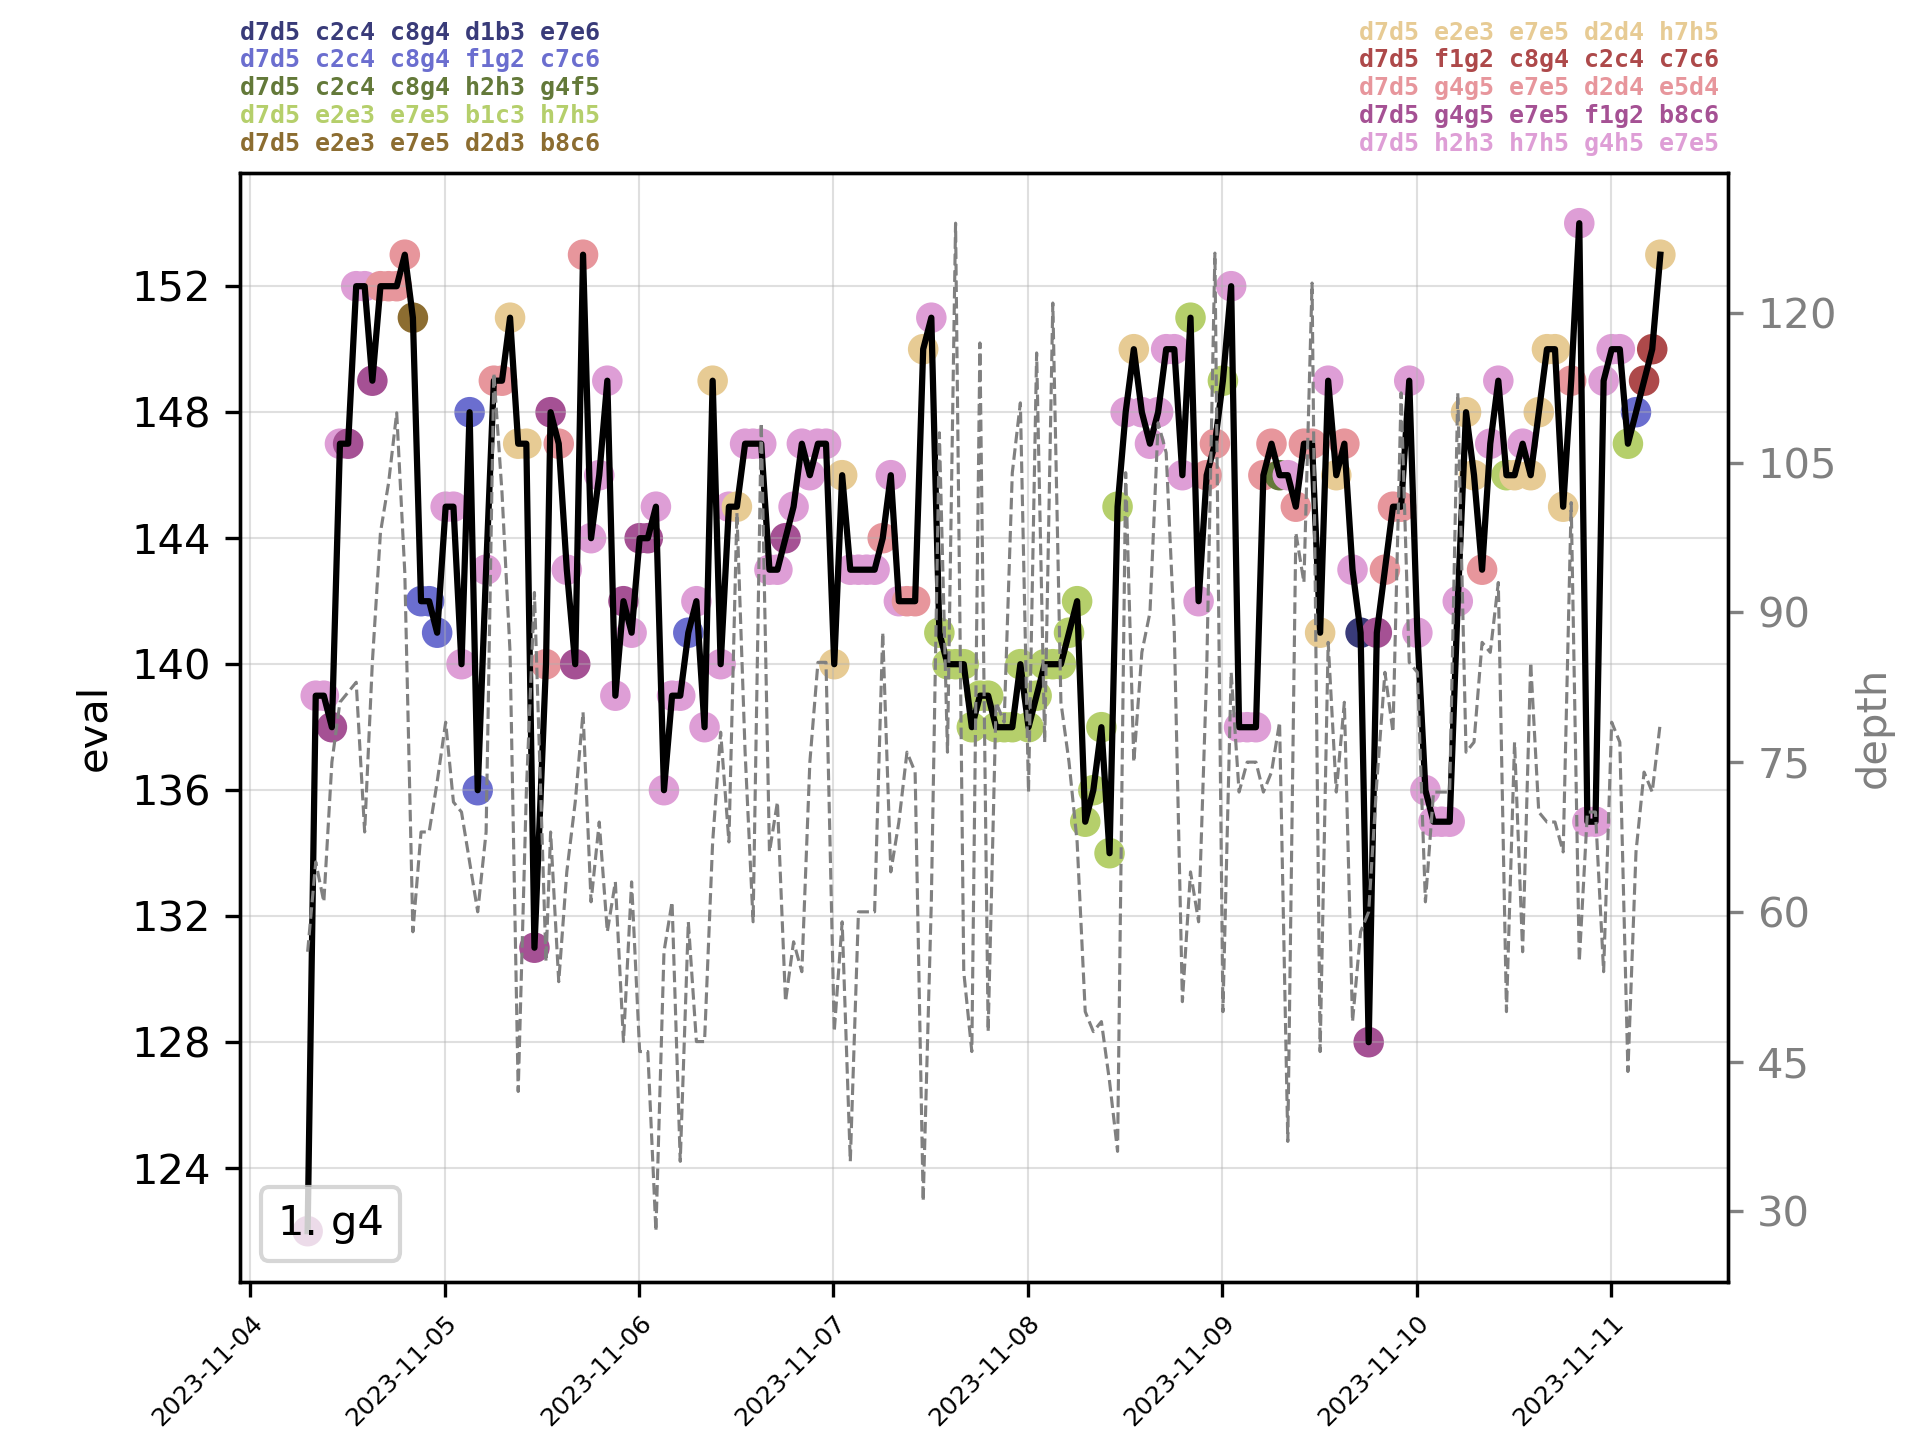 d7d5 c2c4 c8g4 d1b3 e7e6
d7d5 c2c4 c8g4 f1g2 c7c6
d7d5 c2c4 c8g4 h2h3 g4f5
d7d5 e2e3 e7e5 b1c3 h7h5
d7d5 e2e3 e7e5 d2d3 b8c6
d7d5 e2e3 e7e5 d2d4 h7h5
d7d5 f1g2 c8g4 c2c4 c7c6
d7d5 g4g5 e7e5 d2d4 e5d4
d7d5 g4g5 e7e5 f1g2 b8c6
d7d5 h2h3 h7h5 g4h5 e7e5
eval
152
148
144
140
136
132
128
124
1. g4
120
105
90
75
60
45
30
depth
2023-11-04
2023-11-05
2023-11-06
2023-11-07
2023-11-08
2023-11-09
2023-11-10
2023-11-11